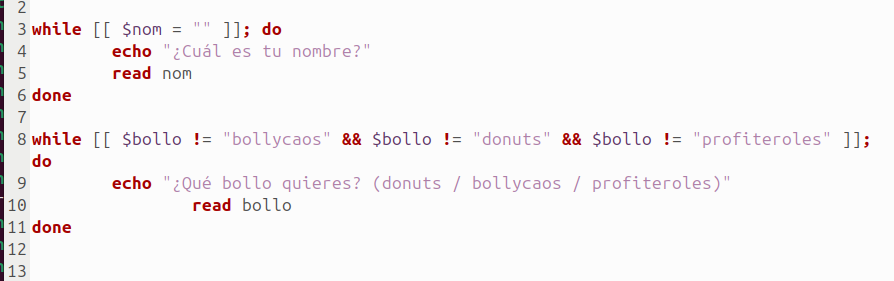 2
3 while [[ $nom = "" ]]; do
4 echo "¿Cuál es tu nombre?"
5 read nom
6 done
7
8 while [[ $bollo != "bollycaos" && $bollo != "donuts" && $bollo != "profiteroles" ]];
do
9 echo "¿Qué bollo quieres? (donuts / bollycaos / profiteroles)"
10 read bollo
11 done
12
13